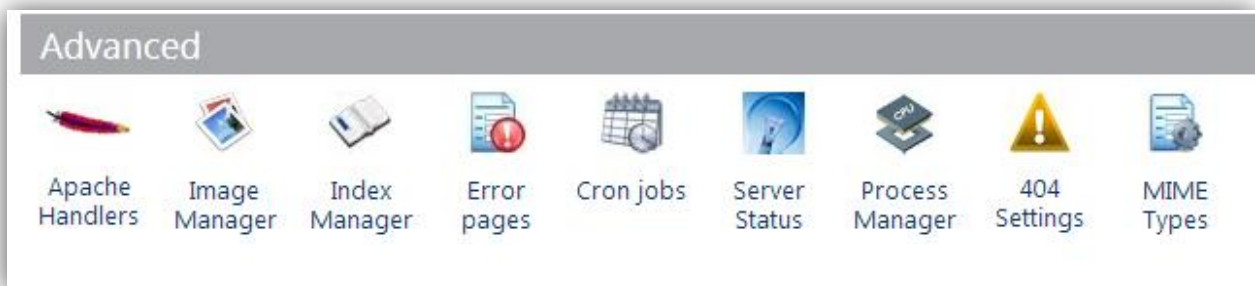 Advanced
Apache Handlers
Image Manager
Index Manager
Error pages
Cron jobs
Server Status
CPU
Process Manager
404 Settings
MIME Types